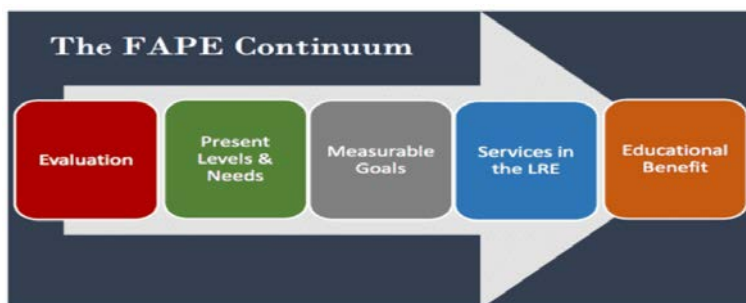 The FAPE Continuum
Evaluation
Present
Levels &
Needs
Measurable
Goals
Services in
the LRE
Educational
Benefit